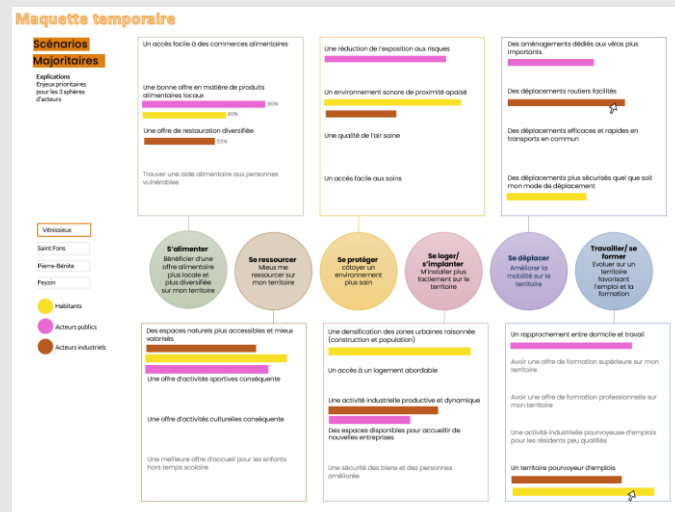 Maquette temporaire
Scénarios
Majoritaires
Explications
Enjeux prioritaires
pour les 3 sphères
d'acteurs
Un accès facile à des commerces alimentaires
Une bonne offre en matière de produits
alimentaires locaux
80%
60%
Une offre de restauration diversifiée
55%
Trouver une aide alimentaire aux personnes
vulnérables
Une réduction de l'exposition aux risques
Un environnement sonore de proximité apaisé
Une qualité de l'air saine
Un accès facile aux soins
Des aménagements dédiés aux vélos plus
importants
Des déplacements routiers facilités
Des déplacements efficaces et rapides en
transports en commun
Des déplacements plus sécurisés quel que soit
mon mode de déplacement
Vénissieux
Saint Fons
Pierre-Bénite
Feyzin
Habitants
Acteurs publics
Acteurs industriels
S'alimenter
Bénéficier d'une
offre alimentaire
plus locale et
plus diversifiée
sur mon territoire
Se ressourcer
Mieux me
ressourcer sur
mon territoire
Se protéger
côtoyer un
environnement
plus sain
Se loger/
s'implanter
M'installer plus
facilement sur le
territoire
Se déplacer
Améliorer la
mobilité sur le
territoire
Travailler/ se
former
Evoluer sur un
territoire
favorisant
l'emploi et la
formation
Des espaces naturels plus accessibles et mieux
valorisés
Une offre d'activités sportives conséquente
Une offre d'activités culturelles conséquente
Une meilleure offre d'accueil pour les enfants
hors temps scolaire
Une densification des zones urbaines raisonnée
(construction et population)
Un accès à un logement abordable
Une activité industrielle productive et dynamique
Des espaces disponibles pour accueillir de
nouvelles entreprises
Une sécurité des biens et des personnes
améliorée
Un rapprochement entre domicile et travail
Avoir une offre de formation supérieure sur mon
territoire
Avoir une offre de formation professionnelle sur
mon territoire
Une activité industrielle pourvoyeuse d'emplois
pour les résidents peu qualifiés
Un territoire pourvoyeur d'emplois